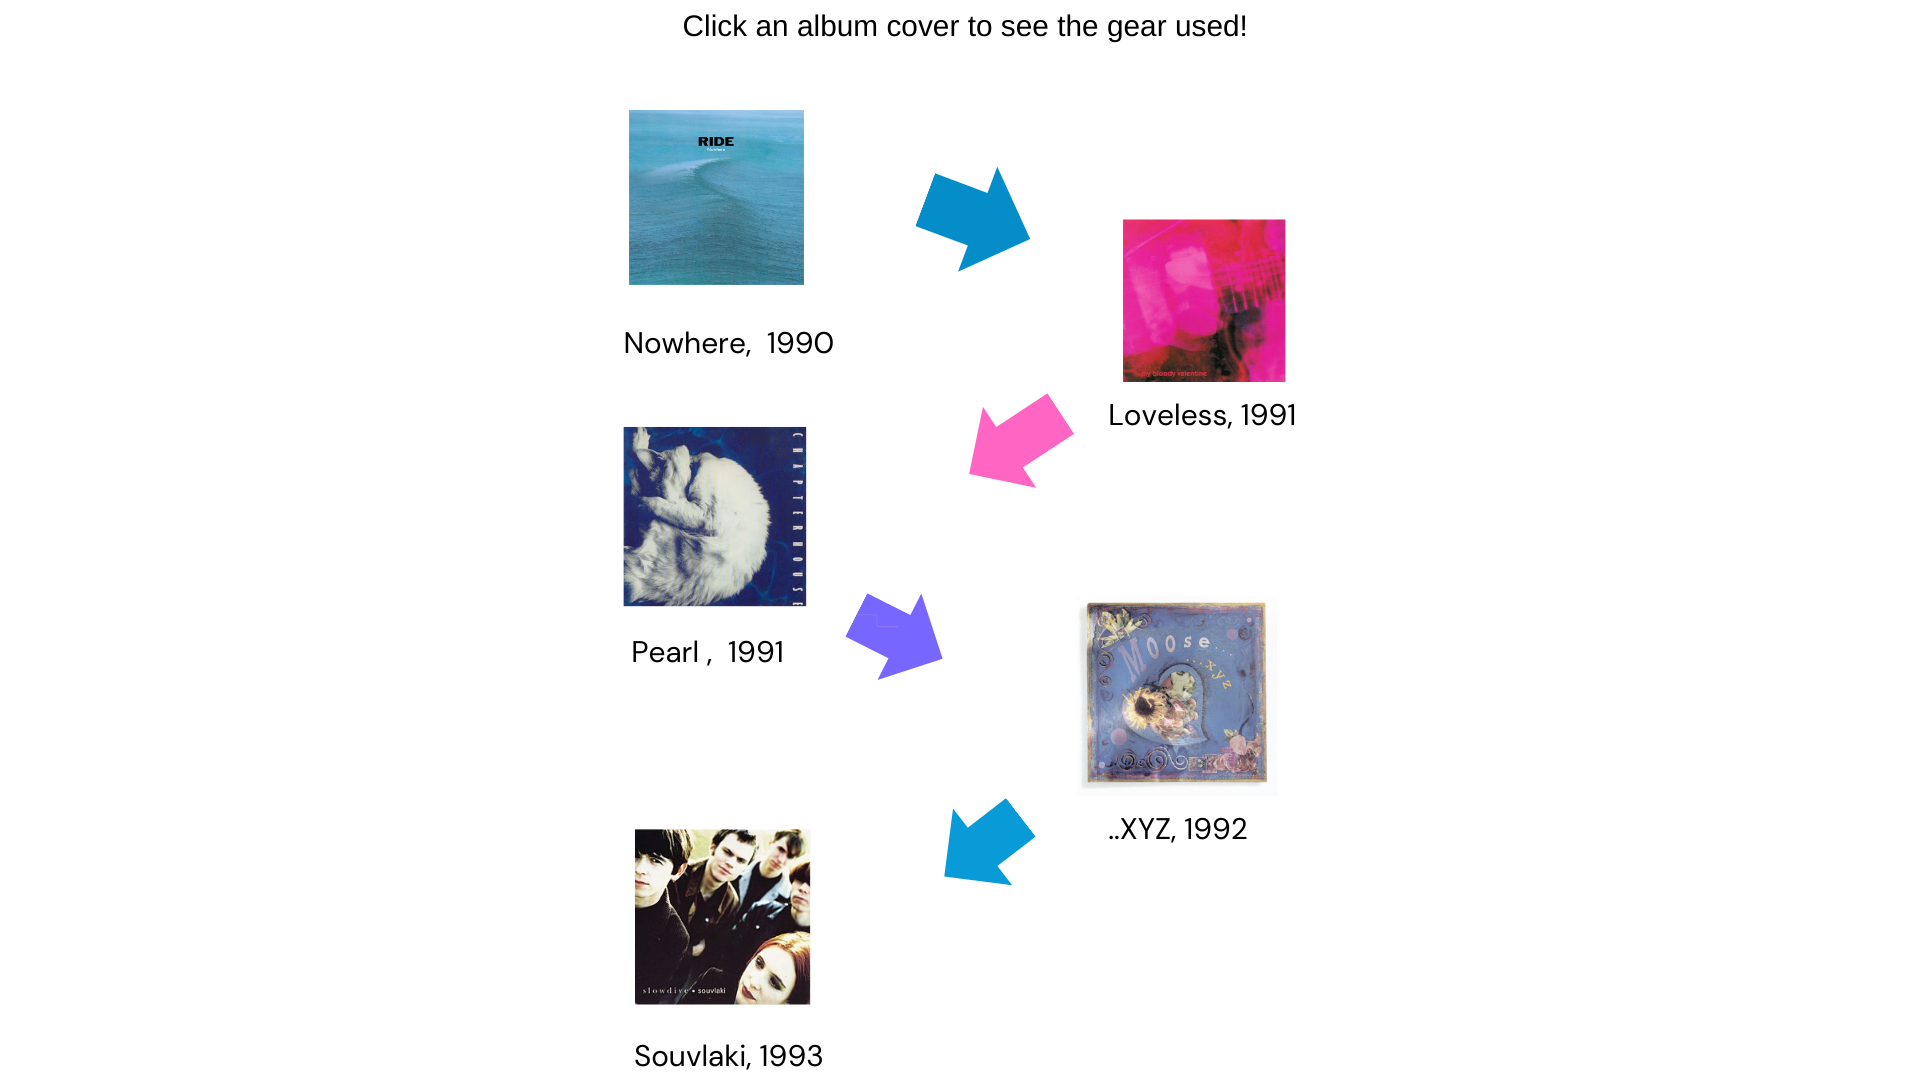 Click an album cover to see the gear used!
RIDE
Nowhere
Nowhere, 1990
my bloody valentine
Loveless, 1991
CHAPTERHOUSE
Pearl , 1991
Moose...
...xyz
..XYZ, 1992
slowdive • souvlaki
Souvlaki, 1993